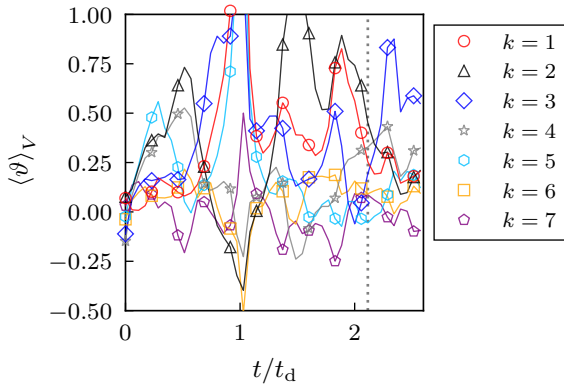 1.00
0.75
0.50
0.25
0.00
−0.25
−0.50
⟨ϑ⟩_V
0 1 2
t/t_d
k = 1
k = 2
k = 3
k = 4
k = 5
k = 6
k = 7